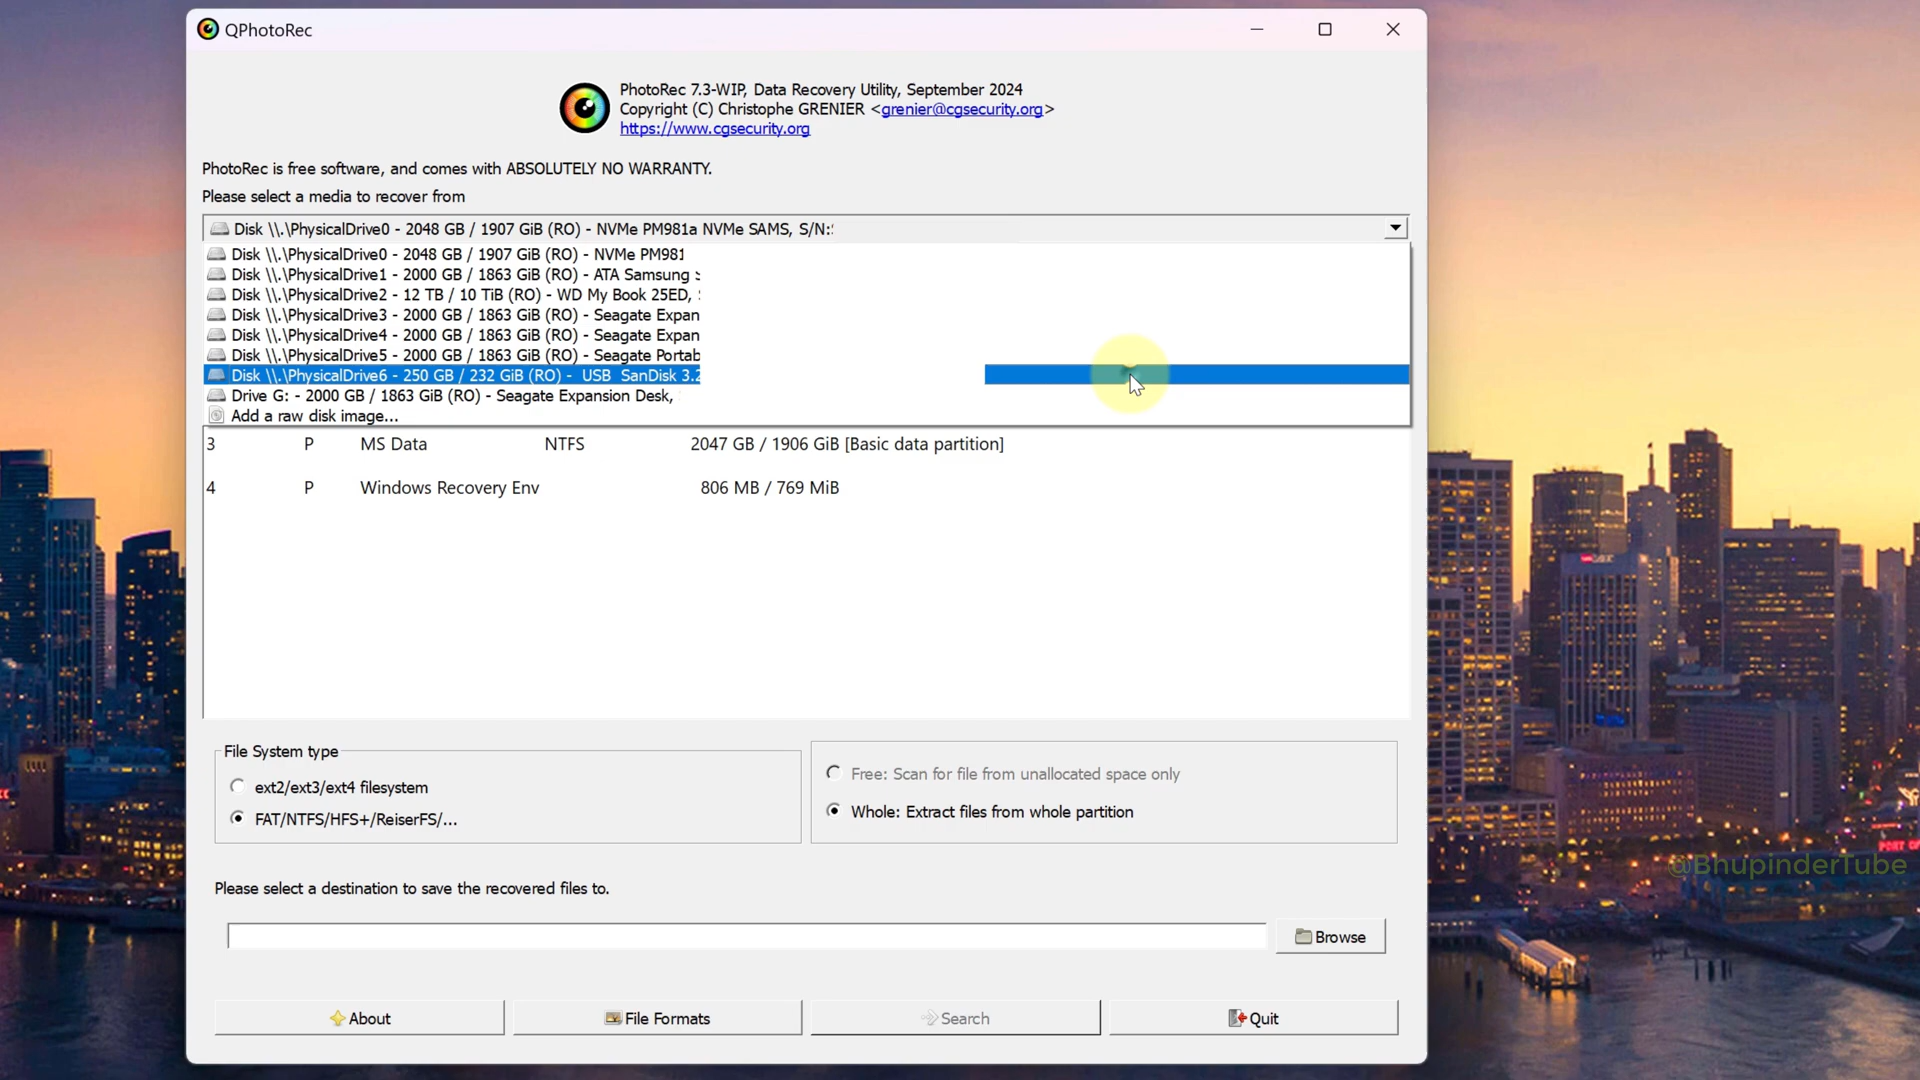 QPhotoRec
PhotoRec 7.3-WIP, Data Recovery Utility, September 2024
Copyright (C) Christophe GRENIER <grenier@cgsecurity.org>
https://www.cgsecurity.org
PhotoRec is free software, and comes with ABSOLUTELY NO WARRANTY.
Please select a media to recover from
Disk \\.\PhysicalDrive0 - 2048 GB / 1907 GiB (RO) - NVMe PM981a NVMe SAMS, S/N:
Disk \\.\PhysicalDrive0 - 2048 GB / 1907 GiB (RO) - NVMe PM981
Disk \\.\PhysicalDrive1 - 2000 GB / 1863 GiB (RO) - ATA Samsung
Disk \\.\PhysicalDrive2 - 12 TB / 10 TiB (RO) - WD My Book 25ED,
Disk \\.\PhysicalDrive3 - 2000 GB / 1863 GiB (RO) - Seagate Expan
Disk \\.\PhysicalDrive4 - 2000 GB / 1863 GiB (RO) - Seagate Expan
Disk \\.\PhysicalDrive5 - 2000 GB / 1863 GiB (RO) - Seagate Portab
Disk \\.\PhysicalDrive6 - 250 GB / 232 GiB (RO) - USB SanDisk 3.2
Drive G: - 2000 GB / 1863 GiB (RO) - Seagate Expansion Desk,
Add a raw disk image...
3 P MS Data NTFS 2047 GB / 1906 GiB [Basic data partition]
4 P Windows Recovery Env 806 MB / 769 MiB
File System type
ext2/ext3/ext4 filesystem
FAT/NTFS/HFS+/ReiserFS/...
Free: Scan for file from unallocated space only
Whole: Extract files from whole partition
@BhupinderTube
Please select a destination to save the recovered files to.
Browse
About
File Formats
Search
Quit